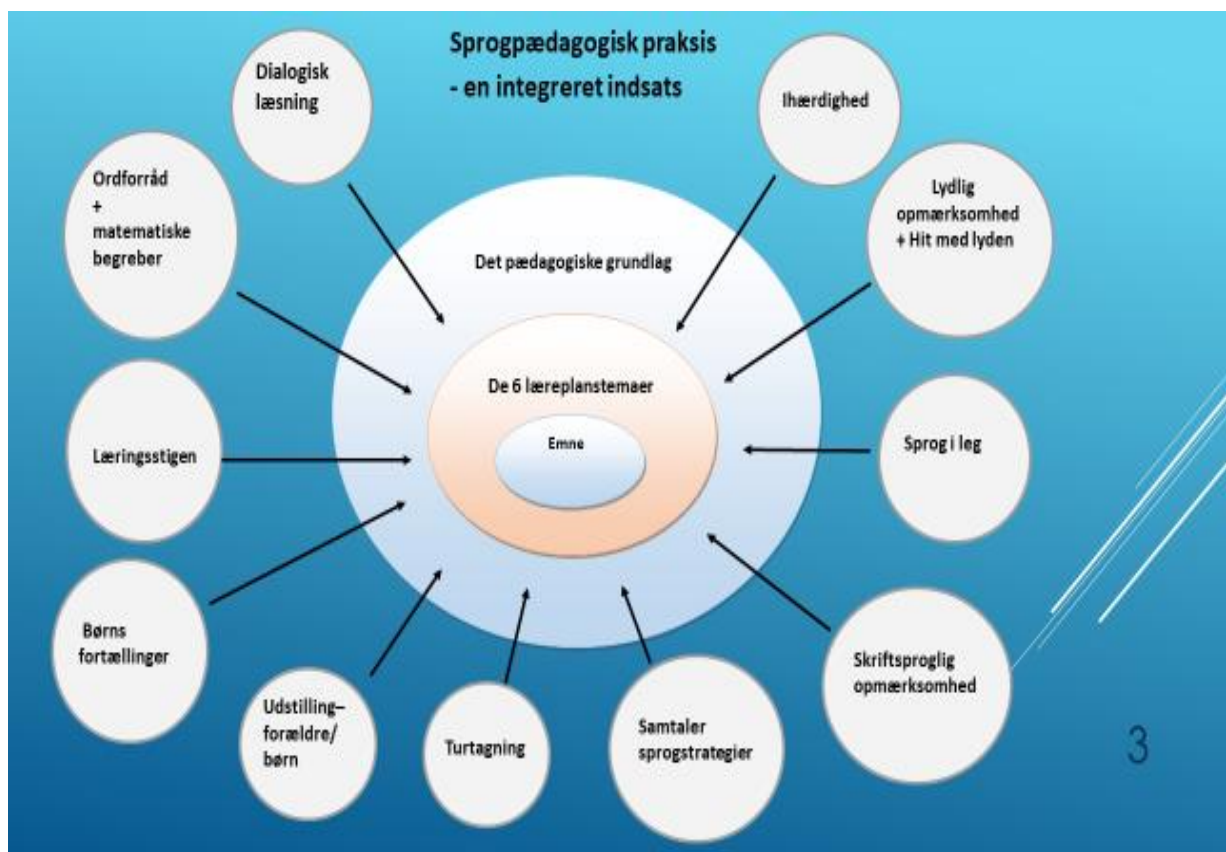 Sprogpædagogisk praksis
- en integreret indsats
Dialogisk
læsning
Ihærdighed
Ordforråd
+
matematiske
begreber
Lydlig
opmærksomhed
+ Hit med lyden
Det pædagogiske grundlag
De 6 læreplanstemaer
Emne
Læringsstigen
Sprog i leg
Børns
fortællinger
Skriftsproglig
opmærksomhed
Udstilling–
forældre/
børn
Turtagning
Samtaler
sprogstrategier
3